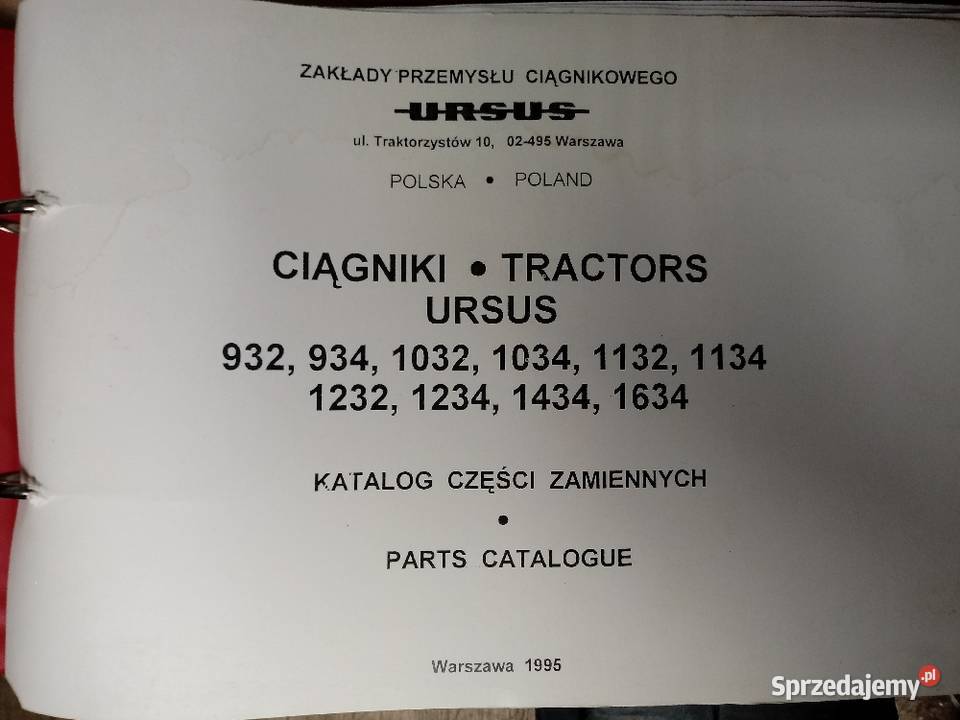 ZAKŁADY PRZEMYSŁU CIĄGNIKOWEGO
URSUS
ul. Traktorzystów 10, 02-495 Warszawa
POLSKA • POLAND
CIĄGNIKI • TRACTORS
URSUS
932, 934, 1032, 1034, 1132, 1134
1232, 1234, 1434, 1634
KATALOG CZĘŚCI ZAMIENNYCH
•
PARTS CATALOGUE
Warszawa 1995
Sprzedajemy.pl